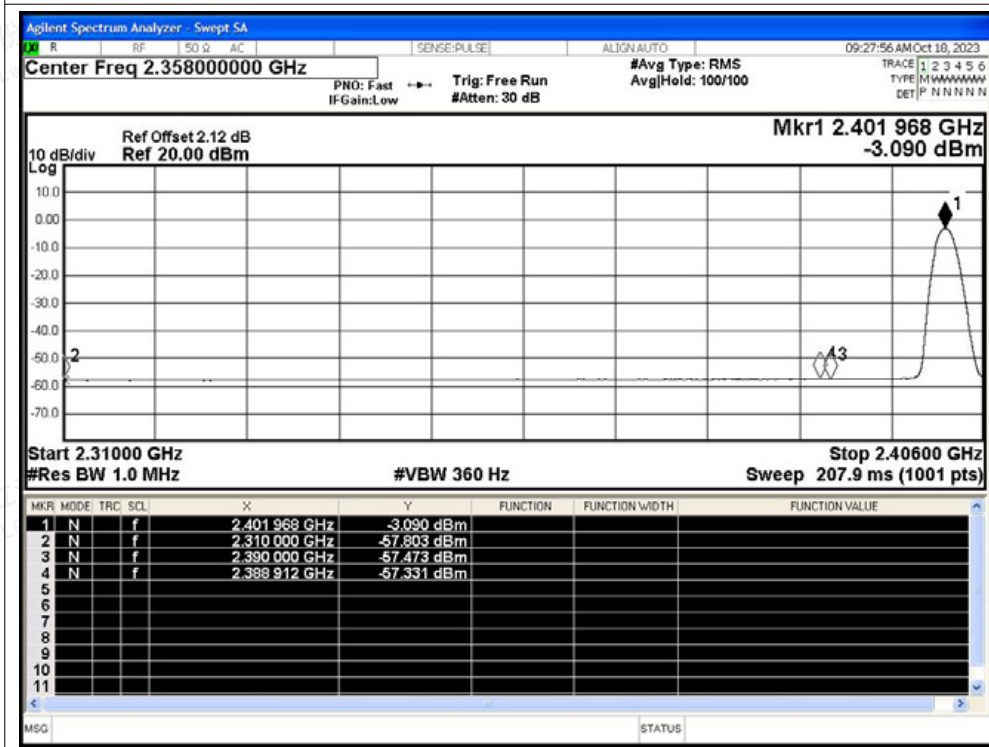 Agilent Spectrum Analyzer - Swept SA
R RF 50 Ω AC SENSE:PULSE ALIGN AUTO 09:27:56 AM Oct 18, 2023
Center Freq 2.358000000 GHz #Avg Type: RMS TRACE 1 2 3 4 5 6
PNO: Fast Trig: Free Run Avg|Hold: 100/100 TYPE M WWWWW
IFGain:Low #Atten: 30 dB DET P N N N N N
Mkr1 2.401 968 GHz
Ref Offset 2.12 dB
10 dB/div Ref 20.00 dBm -3.090 dBm
Log
10.0
1
0.00
-10.0
-20.0
-30.0
-40.0
-50.0 2 4 3
-60.0
-70.0
Start 2.31000 GHz Stop 2.40600 GHz
#Res BW 1.0 MHz #VBW 360 Hz Sweep 207.9 ms (1001 pts)
MKR MODE TRC SCL X Y FUNCTION FUNCTION WIDTH FUNCTION VALUE
1 N f 2.401 968 GHz -3.090 dBm
2 N f 2.310 000 GHz -57.803 dBm
3 N f 2.390 000 GHz -57.473 dBm
4 N f 2.388 912 GHz -57.331 dBm
5
6
7
8
9
10
11
MSG STATUS